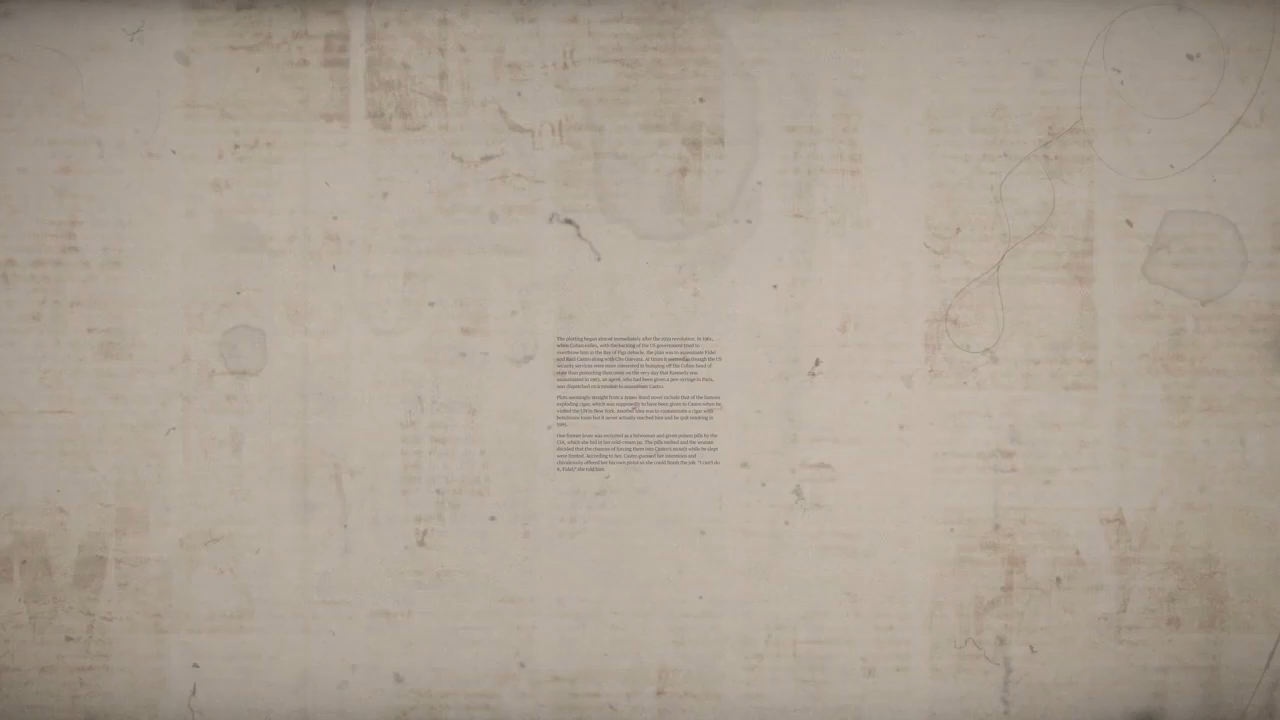 The plotting began almost immediately after the 1959 revolution. In 1961,
when Cuban exiles, with the backing of the US government tried to
overthrow him in the Bay of Pigs debacle, the plan was to assassinate Fidel
and Raúl Castro along with Che Guevara. At times it seemed as though the US
security services were more interested in bumping off the Cuban head of
state than protecting their own: on the very day that Kennedy was
assassinated in 1963, an agent, who had been given a pen-syringe in Paris,
was dispatched on a mission to assassinate Castro.
Plots seemingly straight from a James Bond novel include that of the famous
exploding cigar, which was supposedly to have been given to Castro when he
visited the UN in New York. Another idea was to contaminate a cigar with
botulinum toxin but it never actually reached him and he quit smoking in
1985.
One former lover was recruited as a hitwoman and given poison pills by the
CIA, which she hid in her cold-cream jar. The pills melted and the woman
decided that the chances of forcing them into Castro's mouth while he slept
were limited. According to her, Castro guessed her intentions and
chivalrously offered her his own pistol so she could finish the job. "I can't do
it, Fidel," she told him.